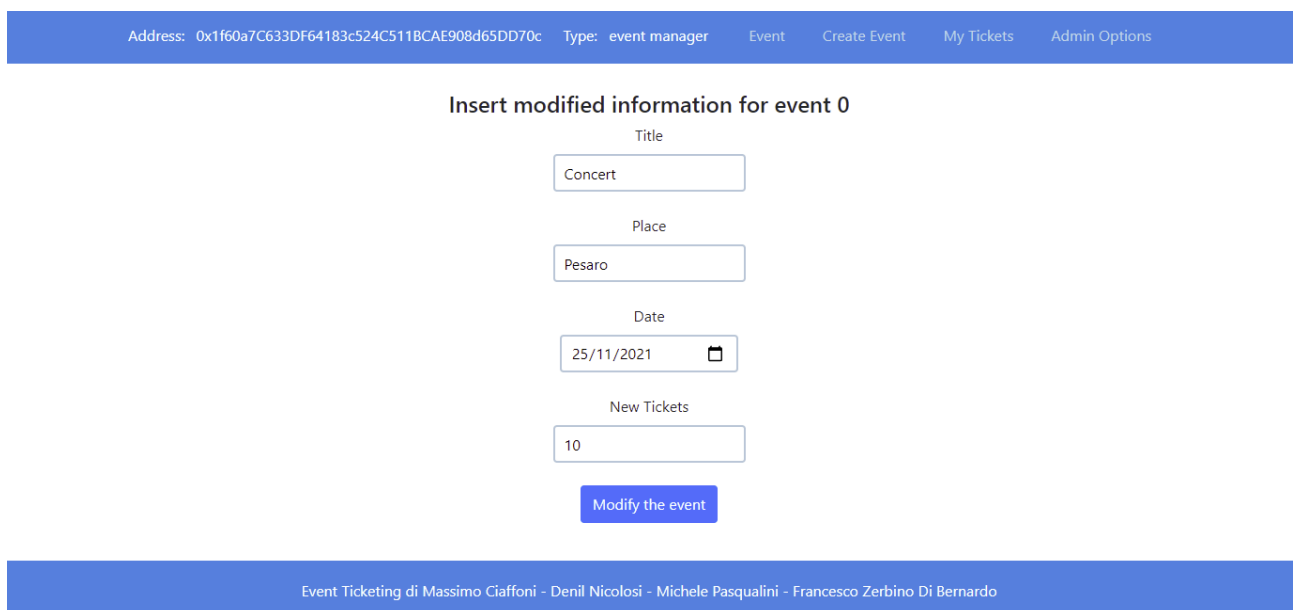 Address: 0x1f60a7C633DF64183c524C511BCAE908d65DD70c Type: event manager Event Create Event My Tickets Admin Options
Insert modified information for event 0
Title
Concert
Place
Pesaro
Date
25/11/2021
New Tickets
10
Modify the event
Event Ticketing di Massimo Ciaffoni - Denil Nicolosi - Michele Pasqualini - Francesco Zerbino Di Bernardo